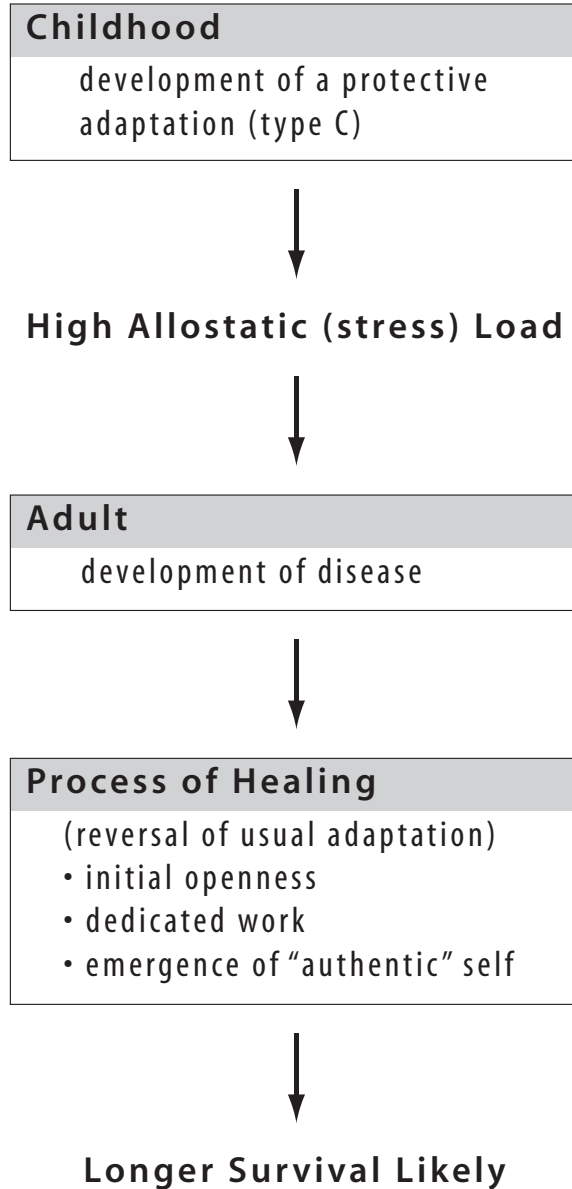 Childhood
development of a protective
adaptation (type C)
High Allostatic (stress) Load
Adult
development of disease
Process of Healing
(reversal of usual adaptation)
• initial openness
• dedicated work
• emergence of “authentic” self
Longer Survival Likely